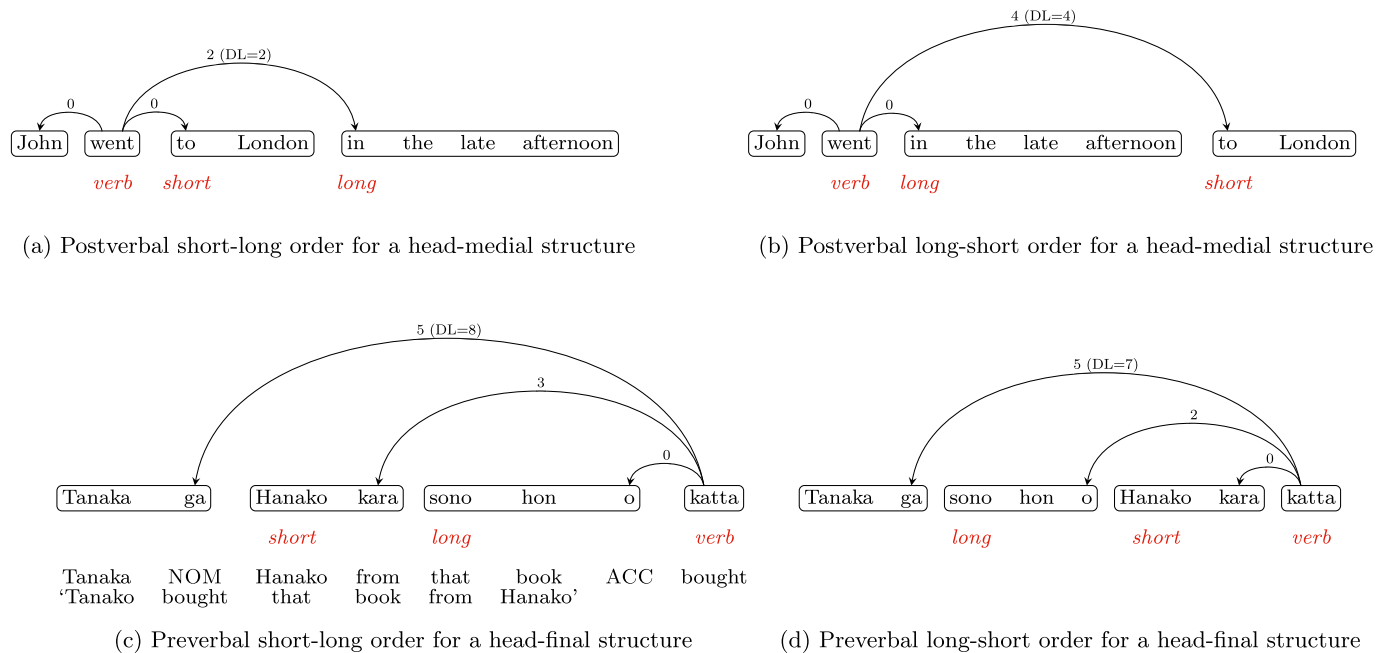 2 (DL=2)
0 0
John went to London in the late afternoon
verb short long
(a) Postverbal short-long order for a head-medial structure
4 (DL=4)
0 0
John went in the late afternoon to London
verb long short
(b) Postverbal long-short order for a head-medial structure
5 (DL=8)
3
0
Tanaka ga Hanako kara sono hon o katta
short long verb
Tanaka NOM Hanako from that book ACC bought
‘Tanako bought that book from Hanako’
(c) Preverbal short-long order for a head-final structure
5 (DL=7)
2
0
Tanaka ga sono hon o Hanako kara katta
long short verb
(d) Preverbal long-short order for a head-final structure